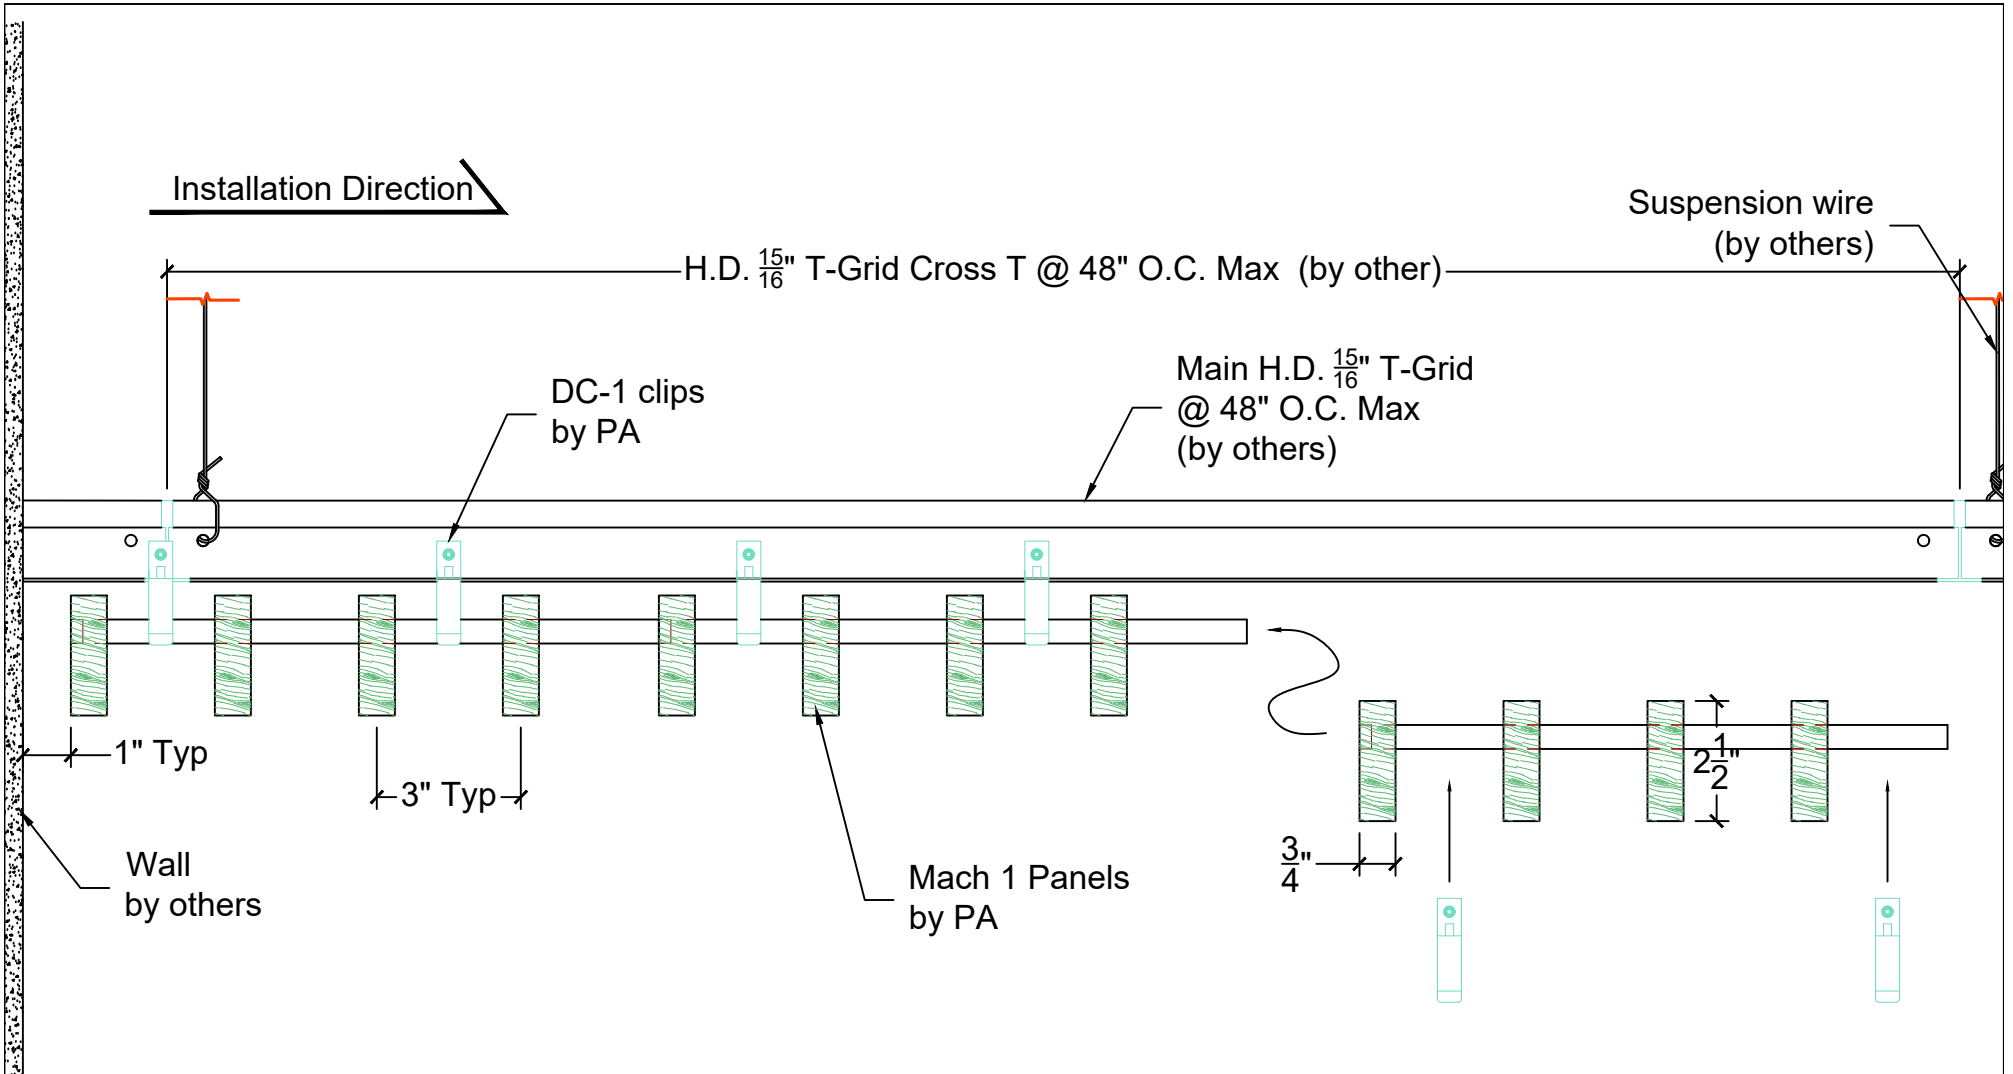 Installation Direction
Suspension wire
(by others)
H.D. 15/16" T-Grid Cross T @ 48" O.C. Max (by other)
Main H.D. 15/16" T-Grid
@ 48" O.C. Max
(by others)
DC-1 clips
by PA
1" Typ
3" Typ
2 1/2"
3/4"
Wall
by others
Mach 1 Panels
by PA